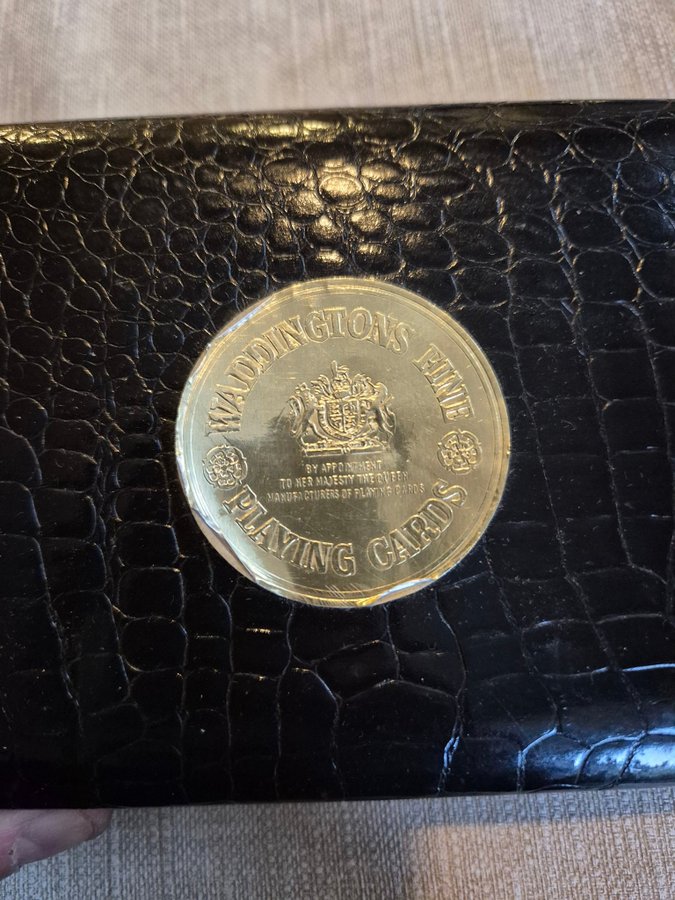 WADDINGTONS FINE
BY APPOINTMENT
TO HER MAJESTY THE QUEEN
MANUFACTURERS OF PLAYING CARDS
PLAYING CARDS